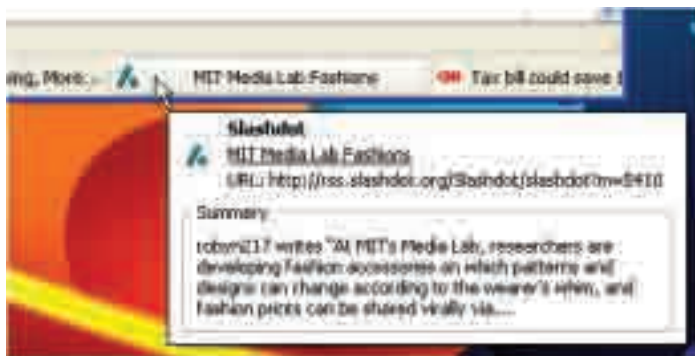 ing, More... MIT Media Lab Fashions CNN Tax bill could save
Slashdot
MIT Media Lab Fashions
URL: http://rss.slashdot.org/Slashdot/slashdot?m=5410
Summary
robyn217 writes "At MIT's Media Lab, researchers are
developing fashion accessories on which patterns and
designs can change according to the wearer's whim, and
fashion prints can be shared virally via....